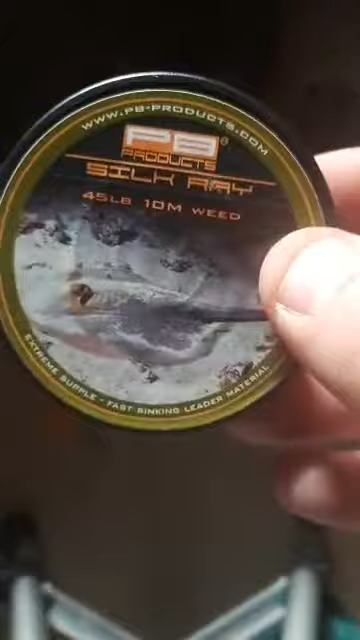 WWW.PB-PRODUCTS.COM
PB®
PRODUCTS
SILK RAY
45LB 10M WEED
EXTREME SUPPLE - FAST SINKING LEADER MATERIAL